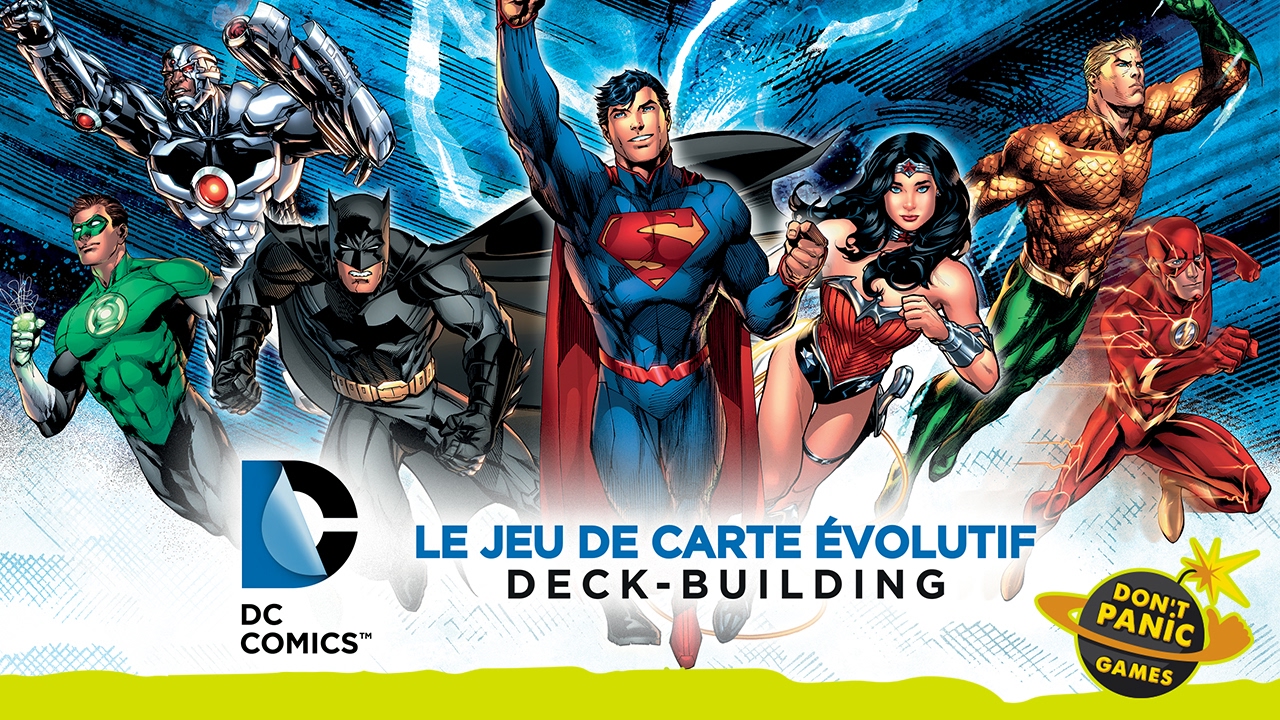 DC
COMICS™
LE JEU DE CARTE ÉVOLUTIF
DECK-BUILDING
DON'T
PANIC
GAMES